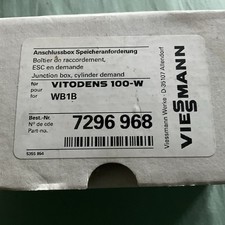 Anschlussbox Speicheranforderung
Boîtier de raccordement,
ESC en demande
Junction box, cylinder demand
für
pour VITODENS 100-W
for WB1B
Best.-Nr.
N° de cde 7296 968
Part no.
VIESMANN
Viessmann Werke · D-35107 Allendorf